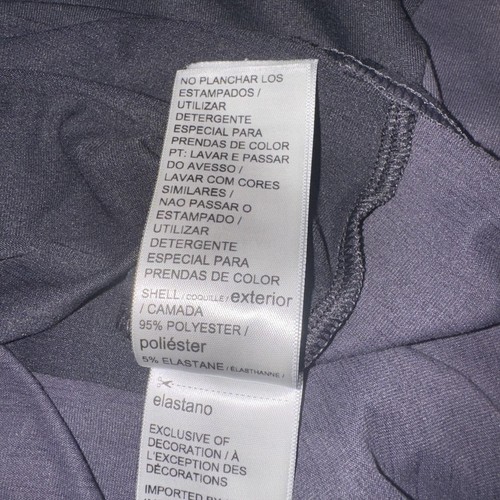 NO PLANCHAR LOS
ESTAMPADOS /
UTILIZAR
DETERGENTE
ESPECIAL PARA
PRENDAS DE COLOR
PT: LAVAR E PASSAR
DO AVESSO /
LAVAR COM CORES
SIMILARES /
NAO PASSAR O
ESTAMPADO /
UTILIZAR
DETERGENTE
ESPECIAL PARA
PRENDAS DE COLOR
SHELL / COQUILLE / exterior
/ CAMADA
95% POLYESTER /
poliéster
5% ELASTANE / ÉLASTHANNE /
elastano
EXCLUSIVE OF
DECORATION / À
L'EXCEPTION DES
DÉCORATIONS
IMPORTED BY